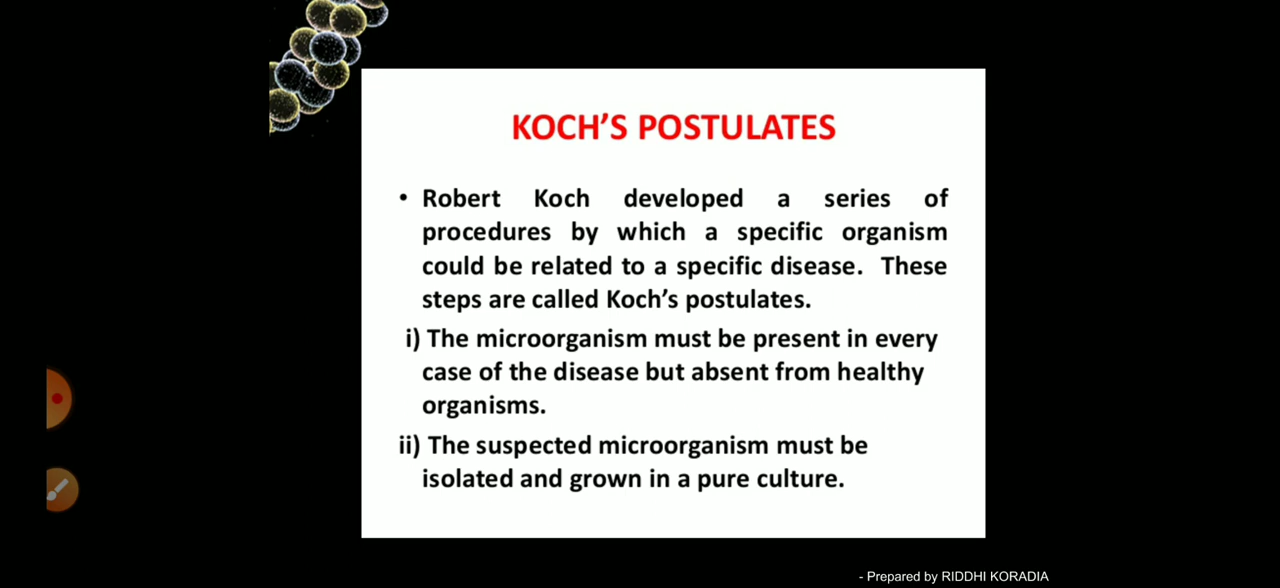 KOCH'S POSTULATES
• Robert Koch developed a series of
procedures by which a specific organism
could be related to a specific disease. These
steps are called Koch's postulates.
i) The microorganism must be present in every
case of the disease but absent from healthy
organisms.
ii) The suspected microorganism must be
isolated and grown in a pure culture.
- Prepared by RIDDHI KORADIA